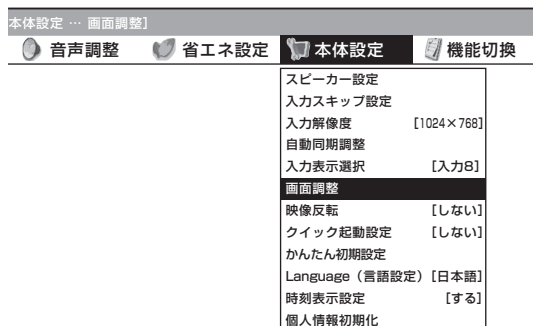 本体設定 … 画面調整]
音声調整 省エネ設定 本体設定 機能切換
スピーカー設定
入力スキップ設定
入力解像度 [1024×768]
自動同期調整
入力表示選択 [入力8]
画面調整
映像反転 [しない]
クイック起動設定 [しない]
かんたん初期設定
Language（言語設定）[日本語]
時刻表示設定 [する]
個人情報初期化